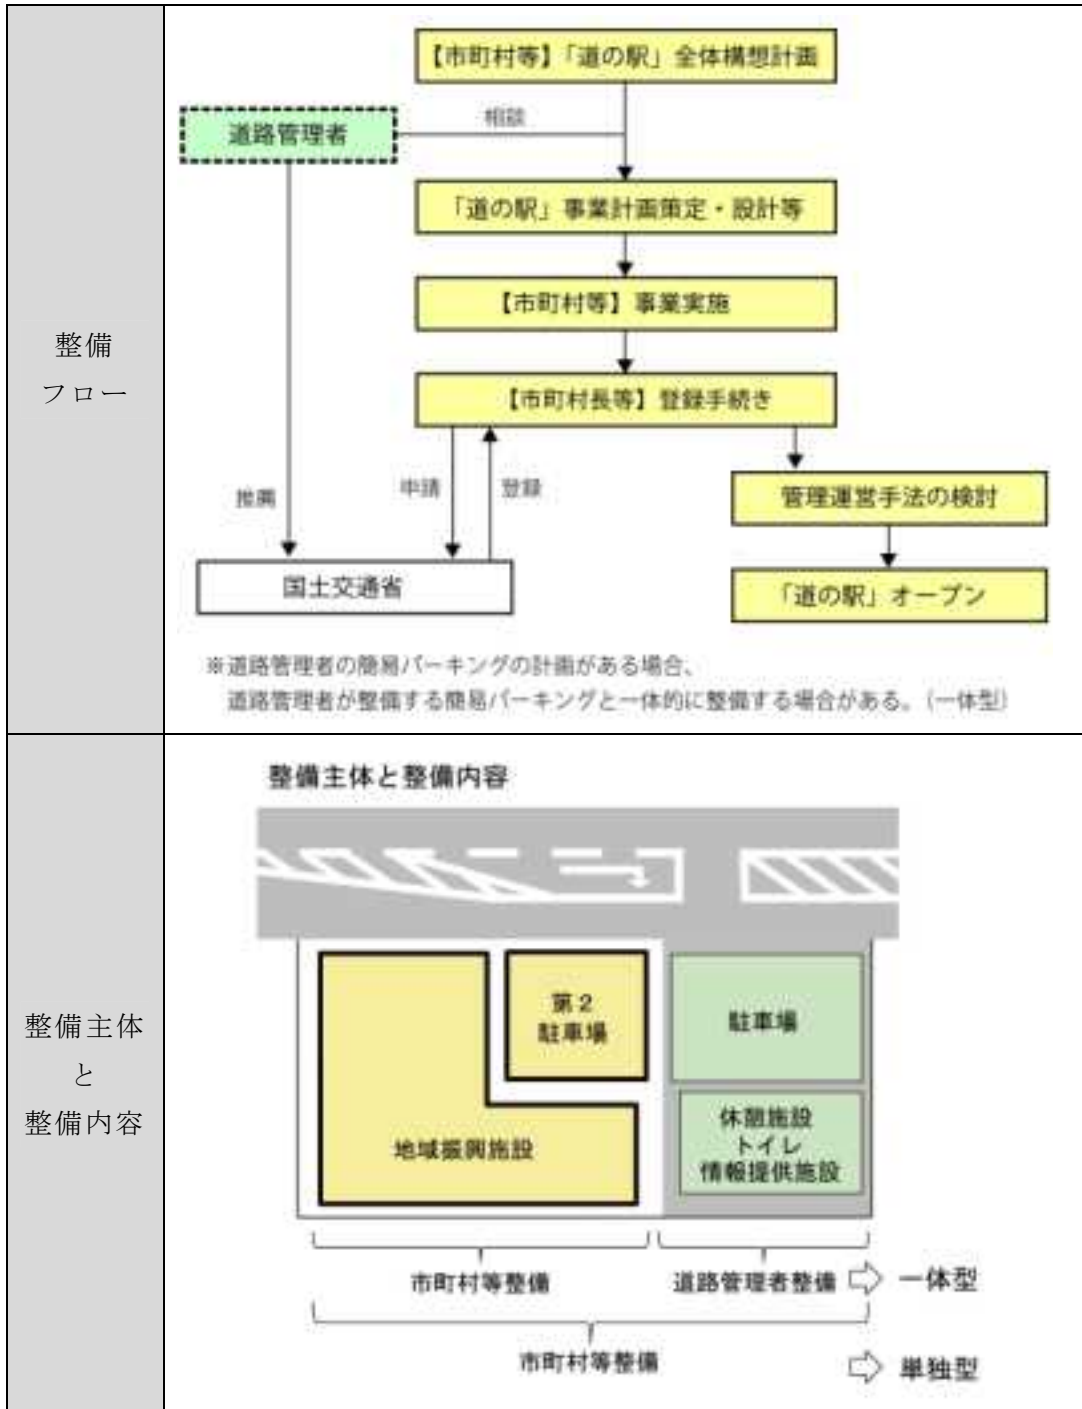 整備
フロー
【市町村等】「道の駅」全体構想計画
道路管理者
相談
「道の駅」事業計画策定・設計等
【市町村等】事業実施
【市町村長等】登録手続き
推薦
申請
登録
管理運営手法の検討
国土交通省
「道の駅」オープン
※道路管理者の簡易パーキングの計画がある場合、
道路管理者が整備する簡易パーキングと一体的に整備する場合がある。（一体型）
整備主体
と
整備内容
整備主体と整備内容
第2
駐車場
駐車場
地域振興施設
休憩施設
トイレ
情報提供施設
市町村等整備
道路管理者整備
一体型
市町村等整備
単独型